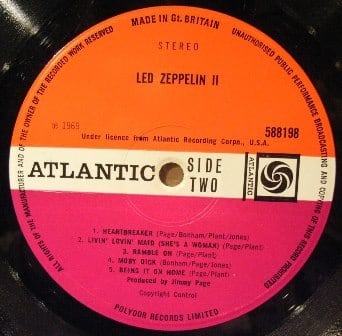 MADE IN Gt. BRITAIN
ALL RIGHTS OF THE MANUFACTURER AND OF THE OWNER OF THE RECORDED WORK RESERVED
UNAUTHORISED PUBLIC PERFORMANCE BROADCASTING AND COPYING OF THIS RECORD PROHIBITED
STEREO
LED ZEPPELIN II
℗ 1969
588198
Under licence from Atlantic Recording Corpn., U.S.A.
ATLANTIC
SIDE
TWO
ATLANTIC
1 HEARTBREAKER (Page/Bonham/Plant/Jones)
2 LIVIN' LOVIN' MAID (SHE'S A WOMAN) (Page/Plant)
3 RAMBLE ON (Page/Plant)
4 MOBY DICK (Bonham/Page/Jones)
5 BRING IT ON HOME (Page/Plant)
Produced by Jimmy Page
Copyright Control
POLYDOR RECORDS LIMITED